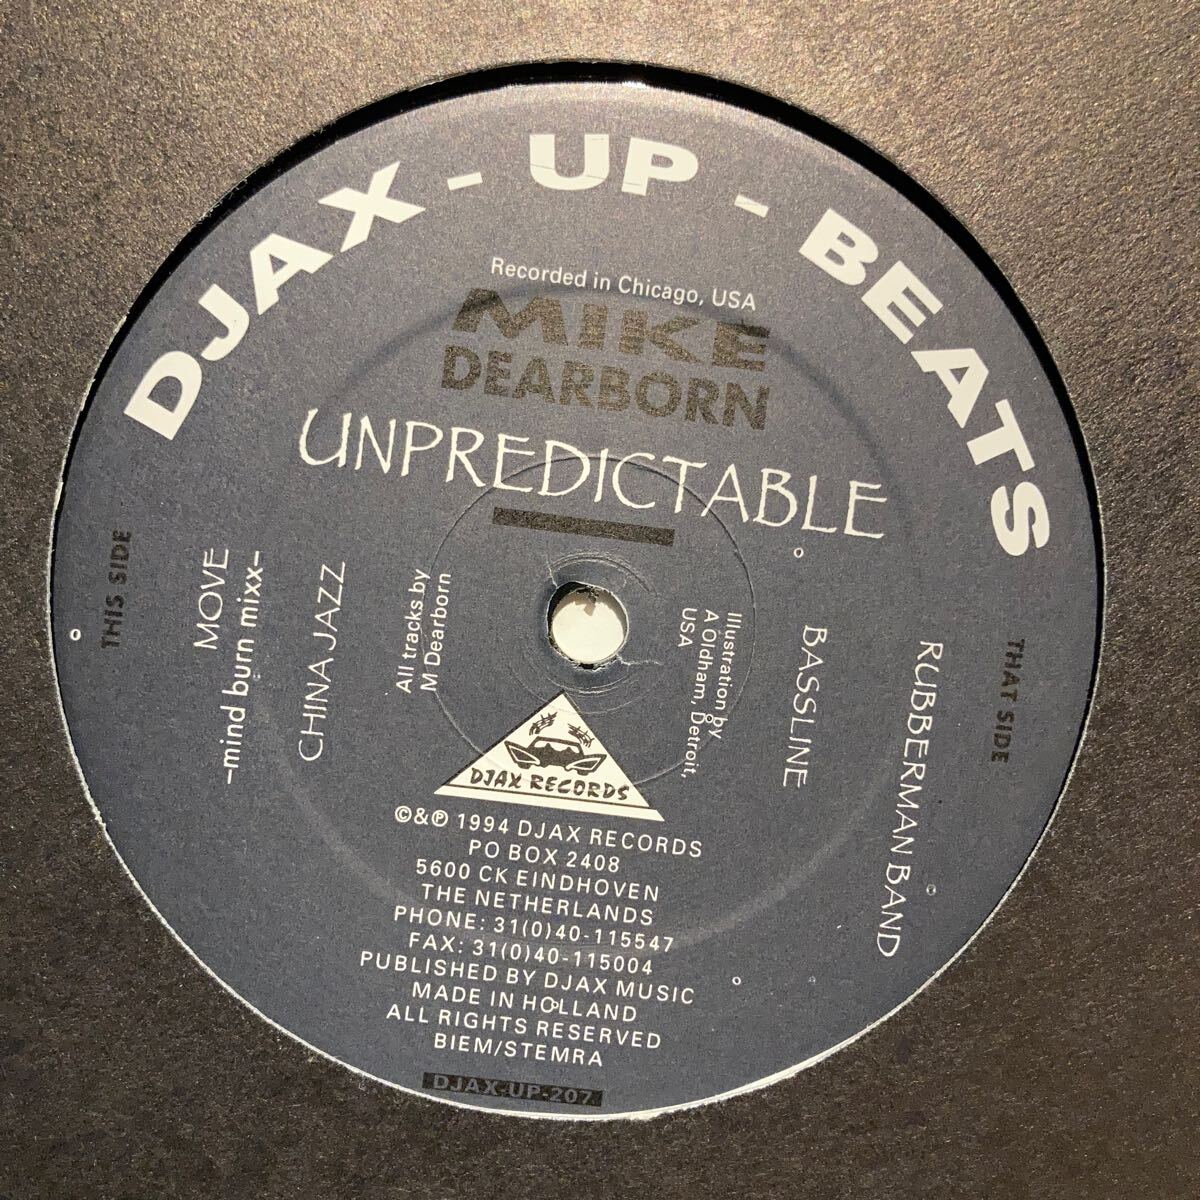 DJAX - UP - BEATS
Recorded in Chicago, USA
MIKE
DEARBORN
UNPREDICTABLE
THIS SIDE
MOVE
–mind burn mixx–
CHINA JAZZ
All tracks by
M Dearborn
Illustration by
A Oldham, Detroit,
USA
BASSLINE
RUBBERMAN BAND
THAT SIDE
DJAX RECORDS
©&℗ 1994 DJAX RECORDS
PO BOX 2408
5600 CK EINDHOVEN
THE NETHERLANDS
PHONE: 31(0)40-115547
FAX: 31(0)40-115004
PUBLISHED BY DJAX MUSIC
MADE IN HOLLAND
ALL RIGHTS RESERVED
BIEM/STEMRA
DJAX-UP-207